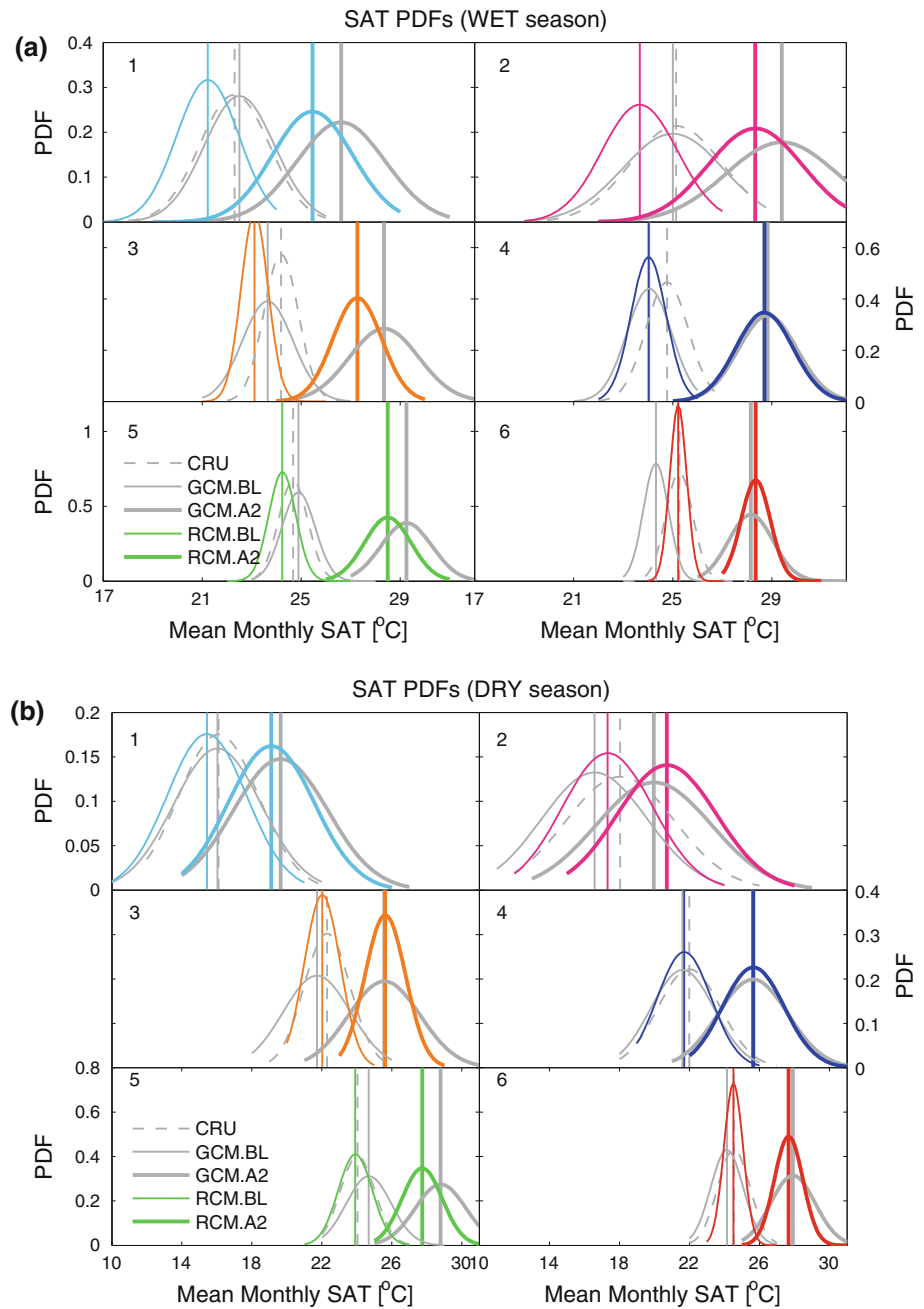 SAT PDFs (WET season)
(a)
0.4
0.3
0.2
0.1
0
PDF
1
2
PDF
3
4
0.6
0.4
0.2
0
PDF
1
0.5
0
PDF
5
6
CRU
GCM.BL
GCM.A2
RCM.BL
RCM.A2
17 21 25 29 17 21 25 29
Mean Monthly SAT [°C] Mean Monthly SAT [°C]
SAT PDFs (DRY season)
(b)
0.2
0.15
0.1
0.05
0
PDF
1
2
3
4
0.4
0.3
0.2
0.1
0
PDF
0.8
0.6
0.4
0.2
0
PDF
5
6
CRU
GCM.BL
GCM.A2
RCM.BL
RCM.A2
10 14 18 22 26 30 10 14 18 22 26 30
Mean Monthly SAT [°C] Mean Monthly SAT [°C]